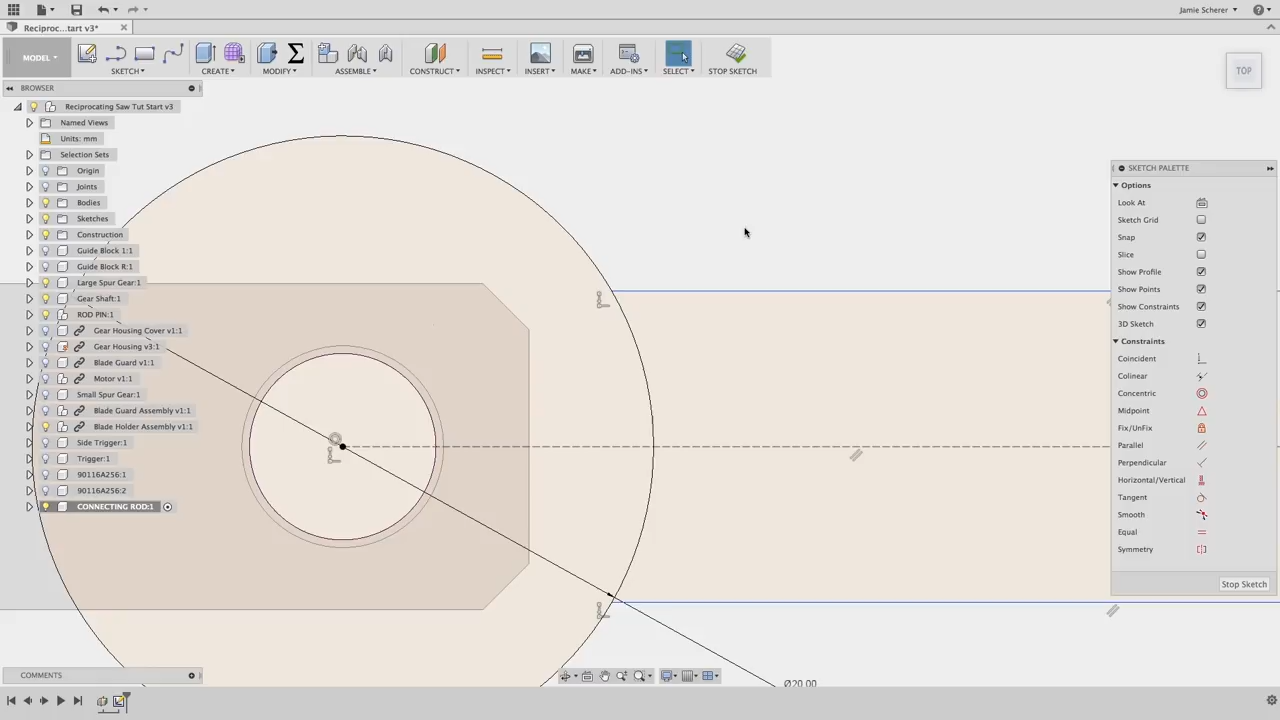 Jamie Scherer
Reciproc...tart v3*
MODEL
SKETCH
CREATE
MODIFY
ASSEMBLE
CONSTRUCT
INSPECT
INSERT
MAKE
ADD-INS
SELECT
STOP SKETCH
TOP
BROWSER
Reciprocating Saw Tut Start v3
Named Views
Units: mm
Selection Sets
Origin
Joints
Bodies
Sketches
Construction
Guide Block 1:1
Guide Block R:1
Large Spur Gear:1
Gear Shaft:1
ROD PIN:1
Gear Housing Cover v1:1
Gear Housing v3:1
Blade Guard v1:1
Motor v1:1
Small Spur Gear:1
Blade Guard Assembly v1:1
Blade Holder Assembly v1:1
Side Trigger:1
Trigger:1
90116A256:1
90116A256:2
CONNECTING ROD:1
SKETCH PALETTE
Options
Look At
Sketch Grid
Snap
Slice
Show Profile
Show Points
Show Constraints
3D Sketch
Constraints
Coincident
Colinear
Concentric
Midpoint
Fix/UnFix
Parallel
Perpendicular
Horizontal/Vertical
Tangent
Smooth
Equal
Symmetry
Stop Sketch
Ø20.00
COMMENTS